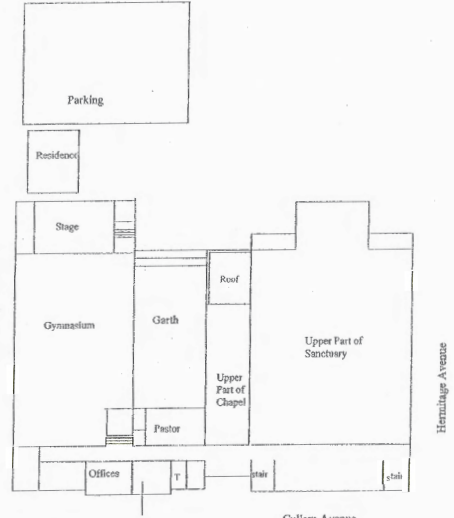 Parking
Residence
Stage
Roof
Gymnasium
Garth
Upper Part of
Sanctuary
Hermitage Avenue
Upper
Part of
Chapel
Pastor
Offices
T
stair
stair
Cullom Avenue